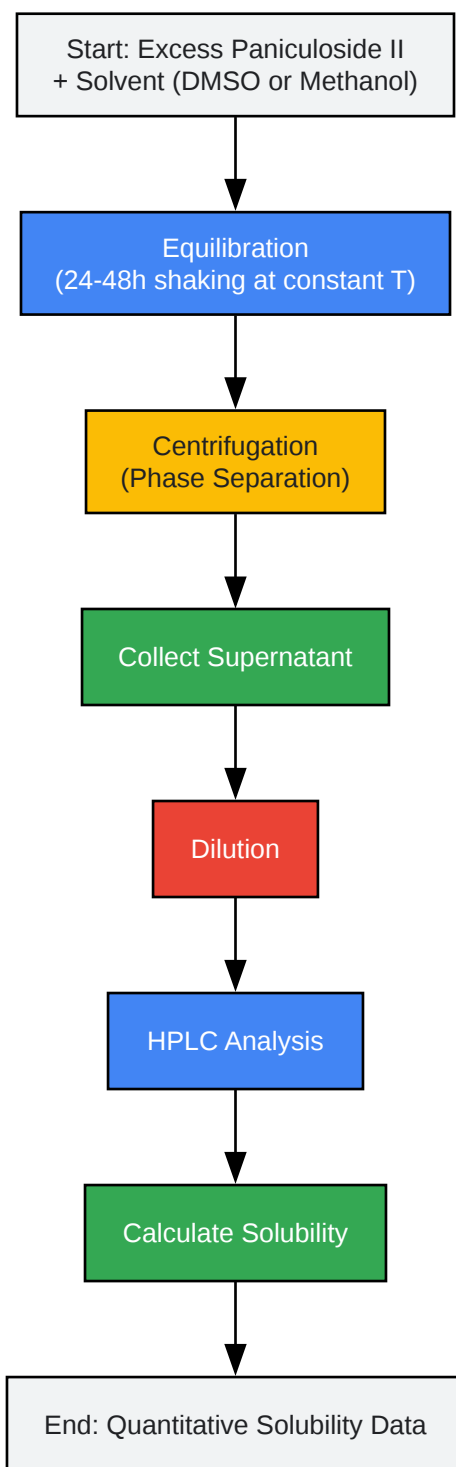 Start: Excess Paniculoside II
+ Solvent (DMSO or Methanol)
Equilibration
(24-48h shaking at constant T)
Centrifugation
(Phase Separation)
Collect Supernatant
Dilution
HPLC Analysis
Calculate Solubility
End: Quantitative Solubility Data